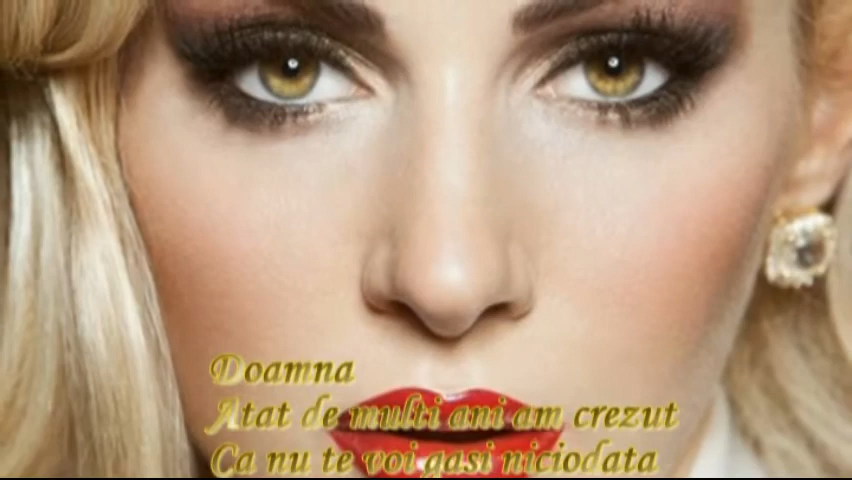 Doamna
Atat de multi ani am crezut
Ca nu te voi gasi niciodata